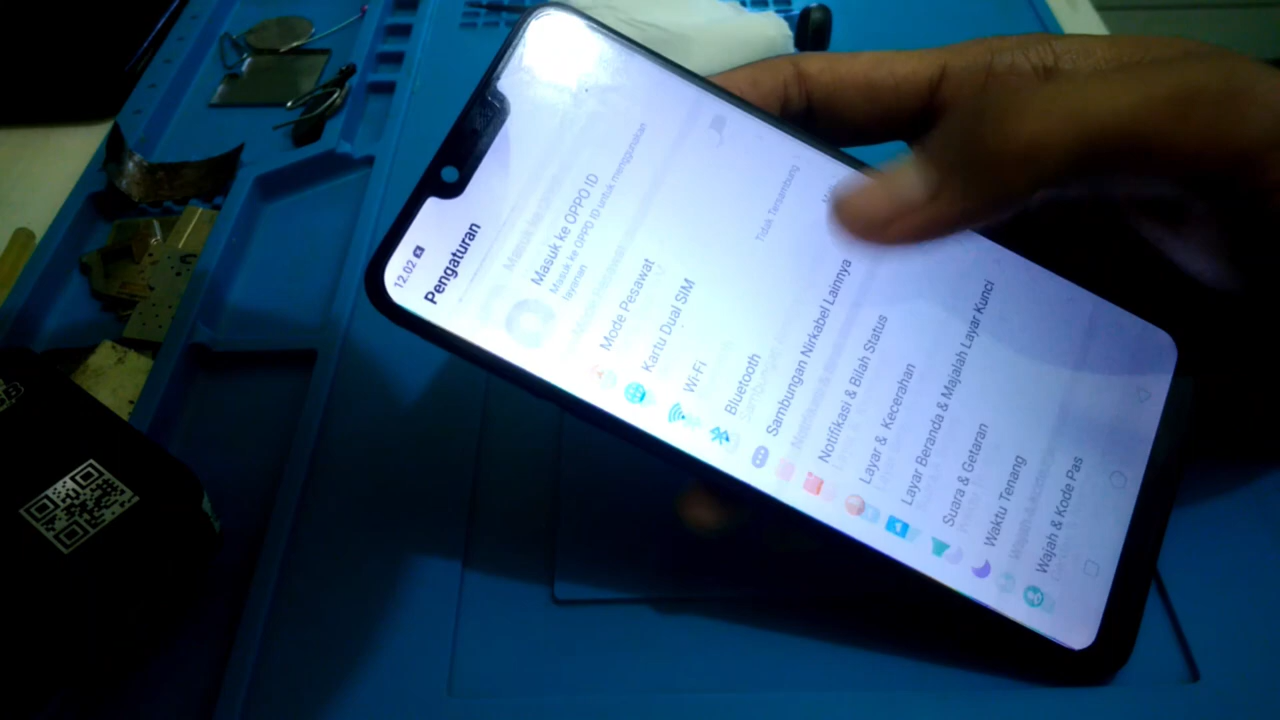 12.02
Pengaturan
Masuk ke OPPO ID
Masuk ke OPPO ID untuk menggunakan
layanan
Mode Pesawat
Kartu Dual SIM
Wi-Fi
Tidak Tersambung
Bluetooth
Sambungan Nirkabel Lainnya
Notifikasi & Bilah Status
Layar & Kecerahan
Layar Beranda & Majalah Layar Kunci
Suara & Getaran
Waktu Tenang
Wajah & Kode Pas